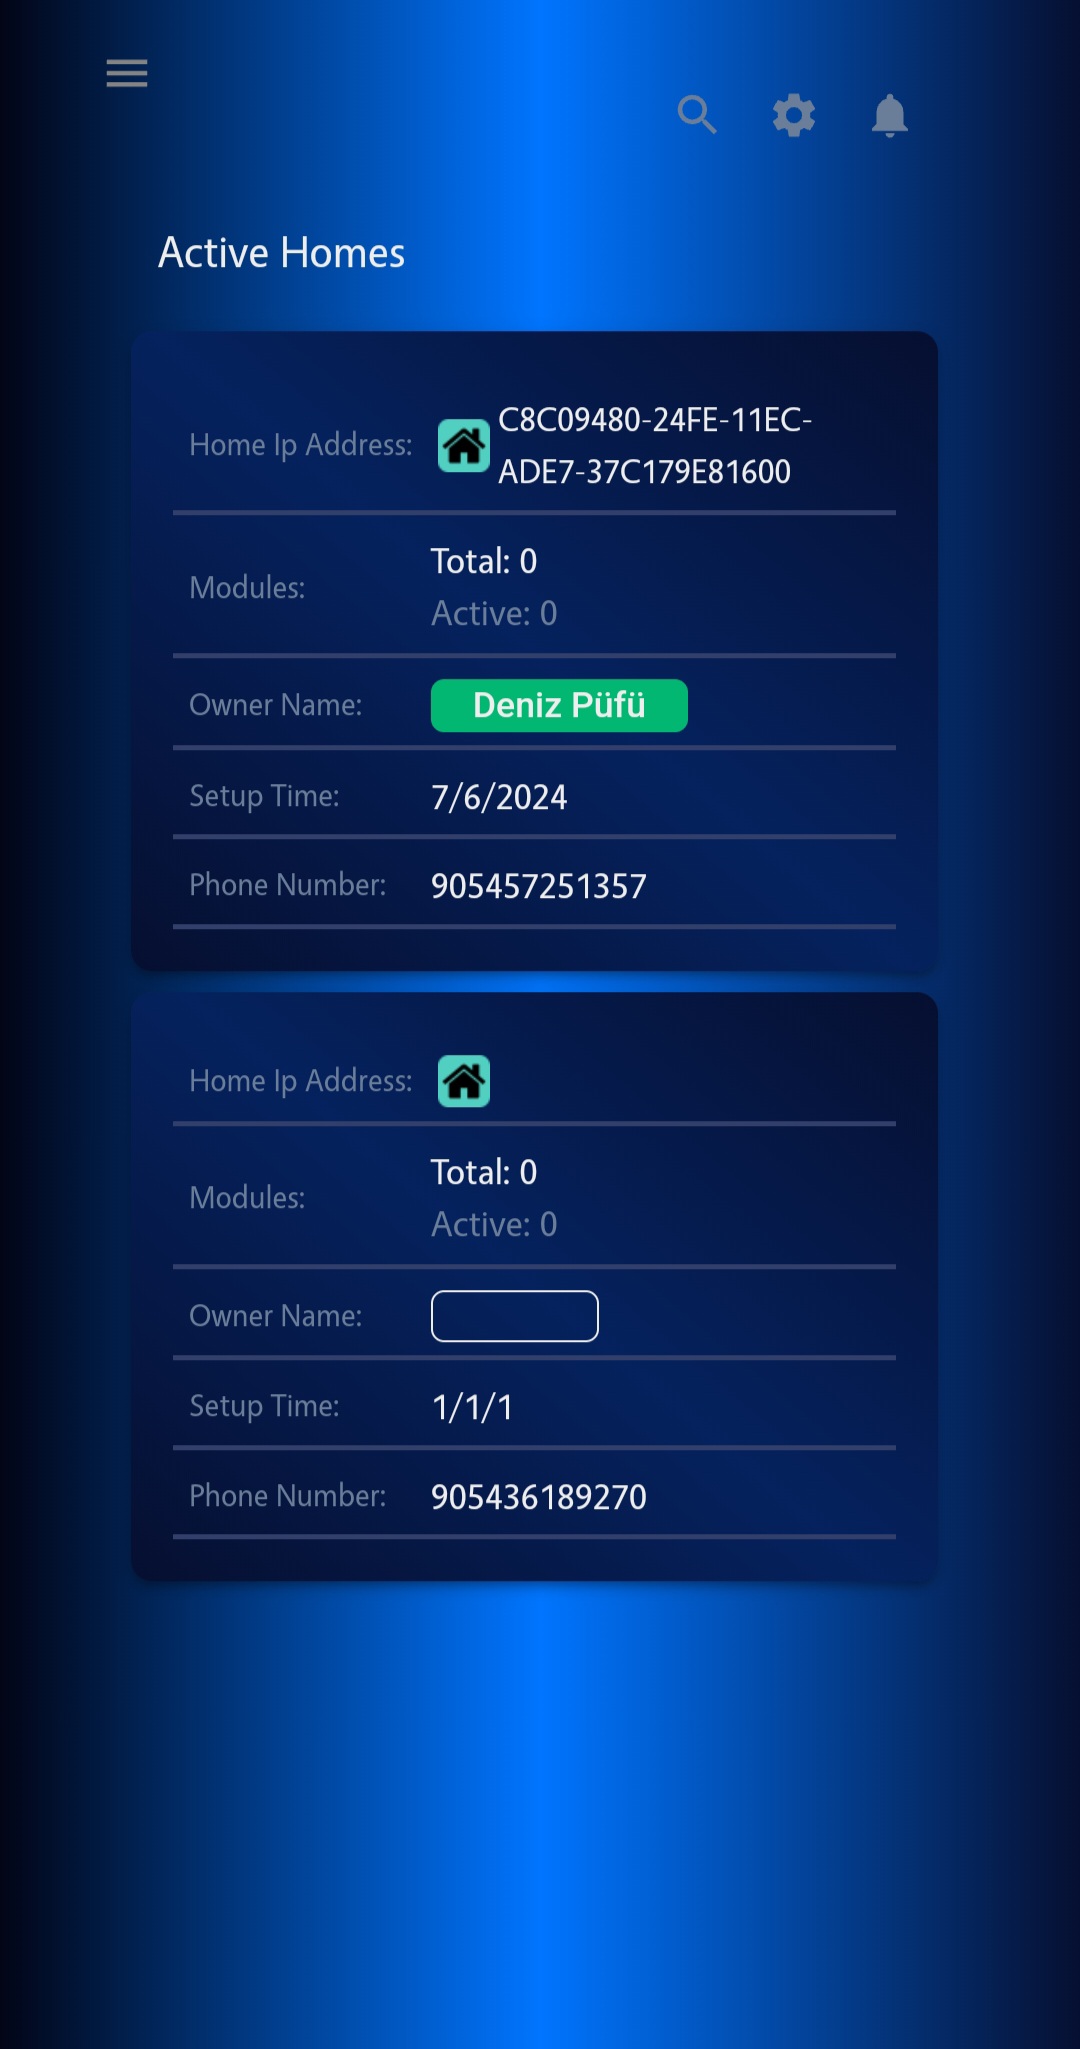 Active Homes
Home Ip Address:
C8C09480-24FE-11EC-
ADE7-37C179E81600
Modules:
Total: 0
Active: 0
Owner Name:
Deniz Püfü
Setup Time:
7/6/2024
Phone Number:
905457251357
Home Ip Address:
Modules:
Total: 0
Active: 0
Owner Name:
Setup Time:
1/1/1
Phone Number:
905436189270